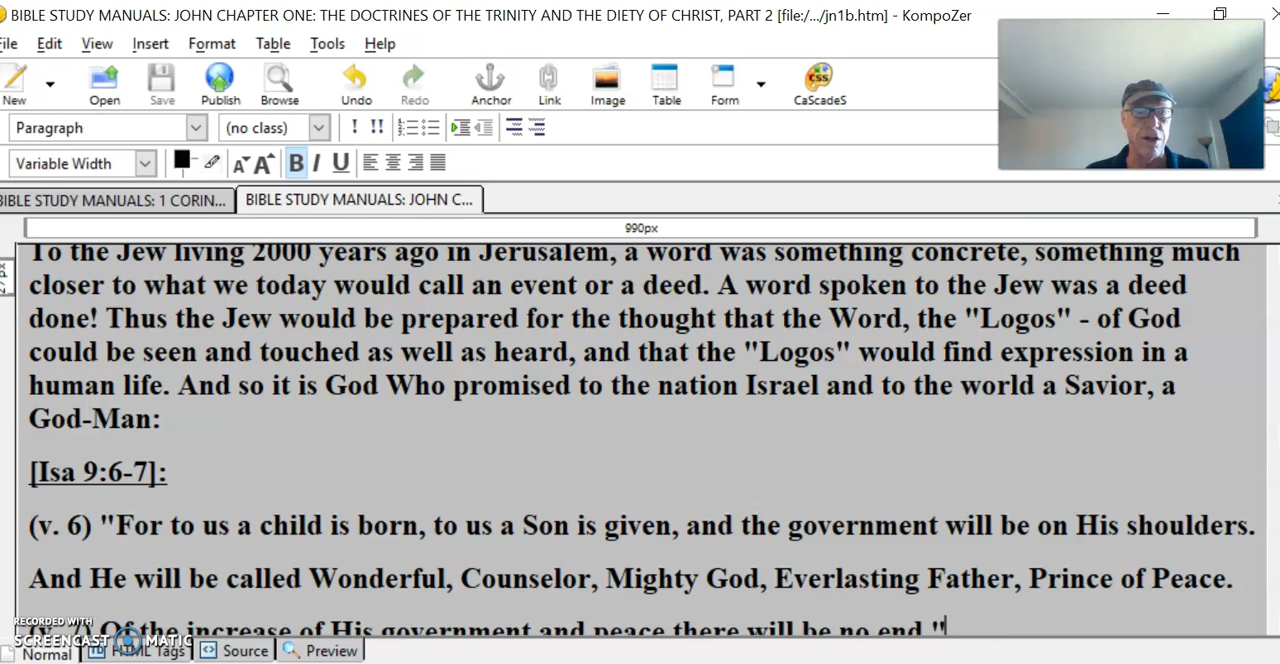 BIBLE STUDY MANUALS: JOHN CHAPTER ONE: THE DOCTRINES OF THE TRINITY AND THE DIETY OF CHRIST, PART 2 [file:/.../jn1b.htm] - KompoZer
File Edit View Insert Format Table Tools Help
New Open Save Publish Browse Undo Redo Anchor Link Image Table Form CaScadeS
Paragraph (no class) ! !!
Variable Width A A B I U
BIBLE STUDY MANUALS: 1 CORIN... BIBLE STUDY MANUALS: JOHN C...
990px
To the Jew living 2000 years ago in Jerusalem, a word was something concrete, something much
closer to what we today would call an event or a deed. A word spoken to the Jew was a deed
done! Thus the Jew would be prepared for the thought that the Word, the "Logos" - of God
could be seen and touched as well as heard, and that the "Logos" would find expression in a
human life. And so it is God Who promised to the nation Israel and to the world a Savior, a
God-Man:
[Isa 9:6-7]:
(v. 6) "For to us a child is born, to us a Son is given, and the government will be on His shoulders.
And He will be called Wonderful, Counselor, Mighty God, Everlasting Father, Prince of Peace.
(v. 7) Of the increase of His government and peace there will be no end "
RECORDED WITH
SCREENCAST MATIC
Normal HTML Tags Source Preview